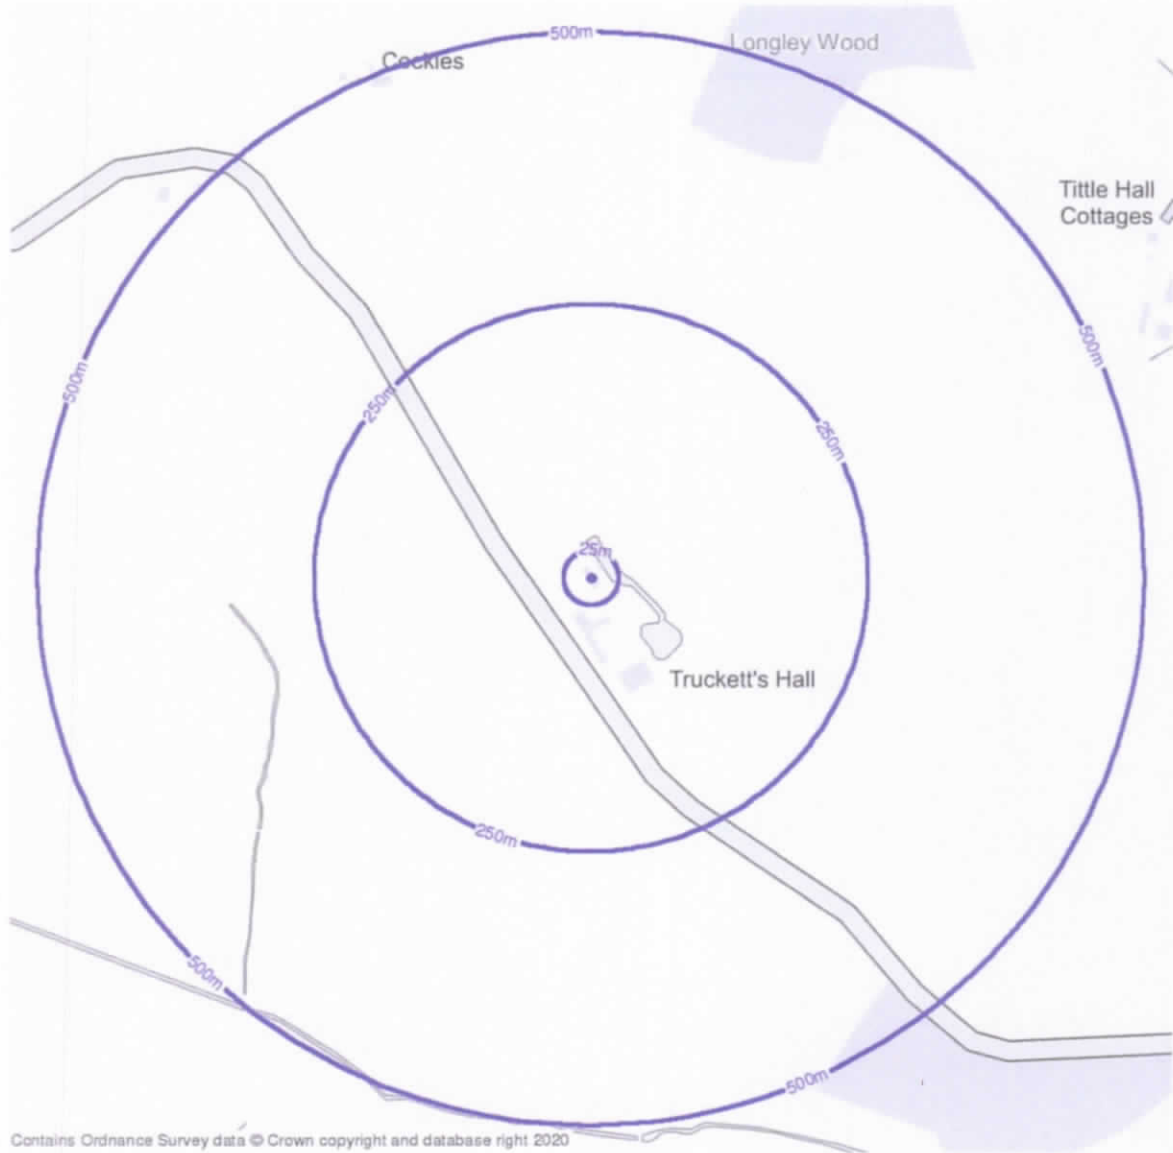 500m
Longley Wood
Cockles
Tittle Hall
Cottages
500m
500m
250m
250m
25m
Truckett's Hall
250m
500m
500m
Contains Ordnance Survey data © Crown copyright and database right 2020